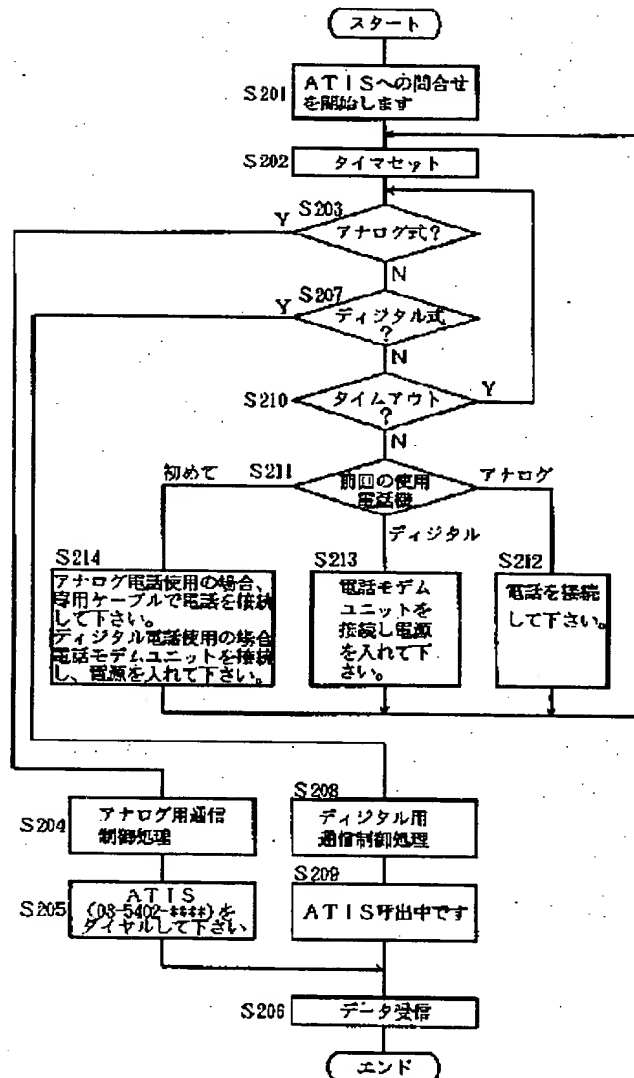 スタート
S201
ATISへの問合せ
を開始します
S202
タイマセット
S203
Y
アナログ式?
N
S207
Y
ディジタル式
?
N
S210
タイムアウト
?
Y
N
S211
初めて
前回の使用
電話機
アナログ
ディジタル
S214
アナログ電話使用の場合、
専用ケーブルで電話を接続
して下さい。
ディジタル電話使用の場合
電話モデムユニットを接続
し、電源を入れて下さい。
S213
電話モデム
ユニットを
接続し電源
を入れて下
さい。
S212
電話を接続
して下さい。
S204
アナログ用通信
制御処理
S208
ディジタル用
通信制御処理
S205
ATIS
(03-5402-****)を
ダイヤルして下さい
S209
ATIS呼出中です
S206
データ受信
エンド